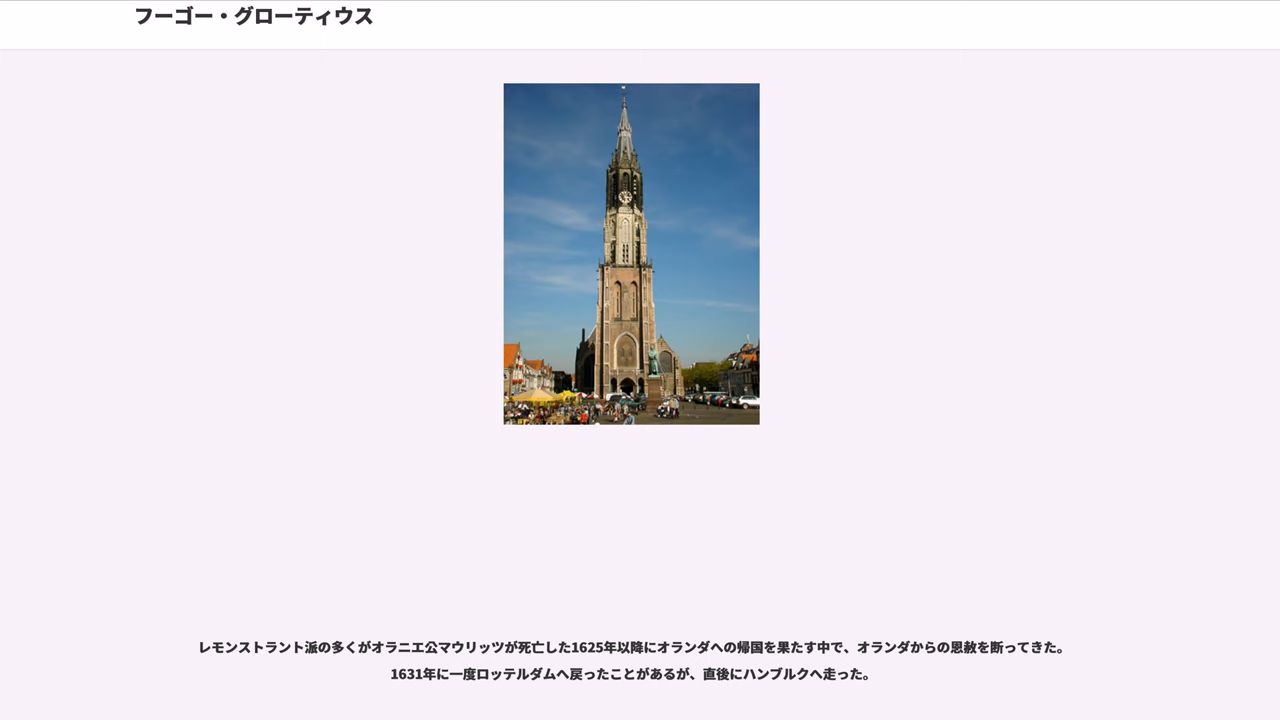 フーゴー・グローティウス
レモンストラント派の多くがオラニエ公マウリッツが死亡した1625年以降にオランダへの帰国を果たす中で、オランダからの恩赦を断ってきた。
1631年に一度ロッテルダムへ戻ったことがあるが、直後にハンブルクへ走った。